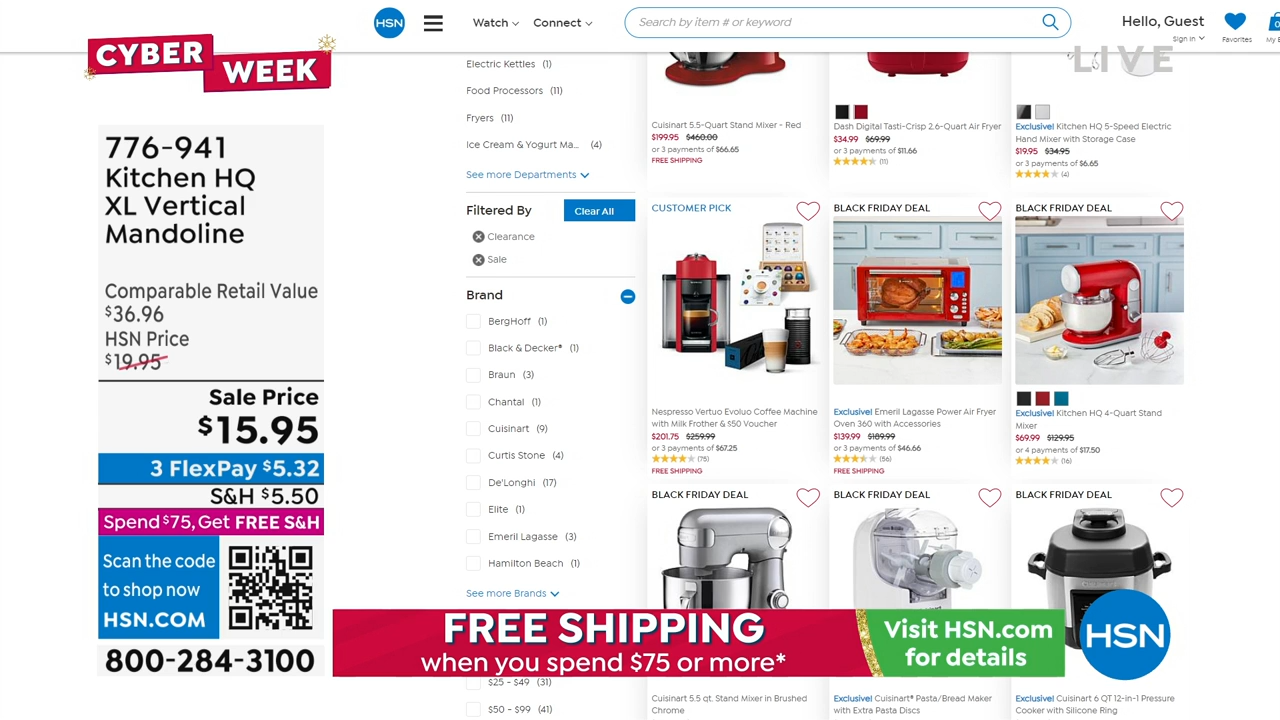 HSN
Watch
Connect
Search by item # or keyword
Hello, Guest
Sign In
Favorites
LIVE
CYBER
WEEK
776-941
Kitchen HQ
XL Vertical
Mandoline
Comparable Retail Value
$36.96
HSN Price
$19.95
Sale Price
$15.95
3 FlexPay $5.32
S&H $5.50
Spend $75, Get FREE S&H
Scan the code
to shop now
HSN.COM
800-284-3100
Electric Kettles (1)
Food Processors (11)
Fryers (11)
Ice Cream & Yogurt Ma... (4)
See more Departments
Filtered By
Clear All
Clearance
Sale
Brand
BergHoff (1)
Black & Decker® (1)
Braun (3)
Chantal (1)
Cuisinart (9)
Curtis Stone (4)
De'Longhi (17)
Elite (1)
Emeril Lagasse (3)
Hamilton Beach (1)
See more Brands
$25 - $49 (31)
$50 - $99 (41)
Cuisinart 5.5-Quart Stand Mixer - Red
$199.95 $460.00
or 3 payments of $66.65
FREE SHIPPING
Dash Digital Tasti-Crisp 2.6-Quart Air Fryer
$34.99 $69.99
or 3 payments of $11.66
(11)
Exclusive! Kitchen HQ 5-Speed Electric
Hand Mixer with Storage Case
$19.95 $34.95
or 3 payments of $6.65
(4)
CUSTOMER PICK
Nespresso Vertuo Evoluo Coffee Machine
with Milk Frother & $50 Voucher
$201.75 $259.99
or 3 payments of $67.25
(75)
FREE SHIPPING
BLACK FRIDAY DEAL
Exclusive! Emeril Lagasse Power Air Fryer
Oven 360 with Accessories
$139.99 $189.99
or 3 payments of $46.66
(56)
FREE SHIPPING
BLACK FRIDAY DEAL
Exclusive! Kitchen HQ 4-Quart Stand
Mixer
$69.99 $129.95
or 4 payments of $17.50
(16)
BLACK FRIDAY DEAL
Cuisinart 5.5 qt. Stand Mixer in Brushed
Chrome
BLACK FRIDAY DEAL
Exclusive! Cuisinart® Pasta/Bread Maker
with Extra Pasta Discs
BLACK FRIDAY DEAL
Exclusive! Cuisinart 6 QT 12-in-1 Pressure
Cooker with Silicone Ring
FREE SHIPPING
when you spend $75 or more*
Visit HSN.com
for details
HSN